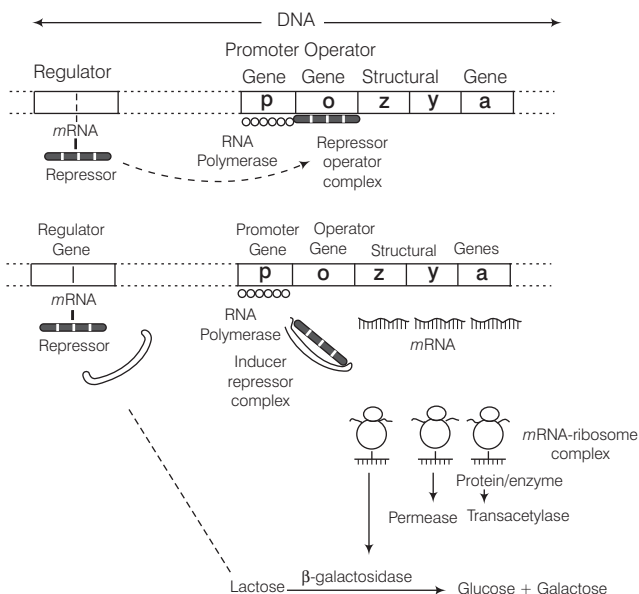 DNA
Promoter Operator
Regulator
Gene Gene Structural Gene
p o z y a
mRNA
RNA
Polymerase
Repressor
operator
complex
Repressor
Regulator
Gene
Promoter
Gene
Operator
Gene
Structural
Genes
p o z y a
mRNA
RNA
Polymerase
Repressor
Inducer
repressor
complex
mRNA
mRNA-ribosome
complex
Protein/enzyme
Permease Transacetylase
β-galactosidase
Lactose Glucose + Galactose